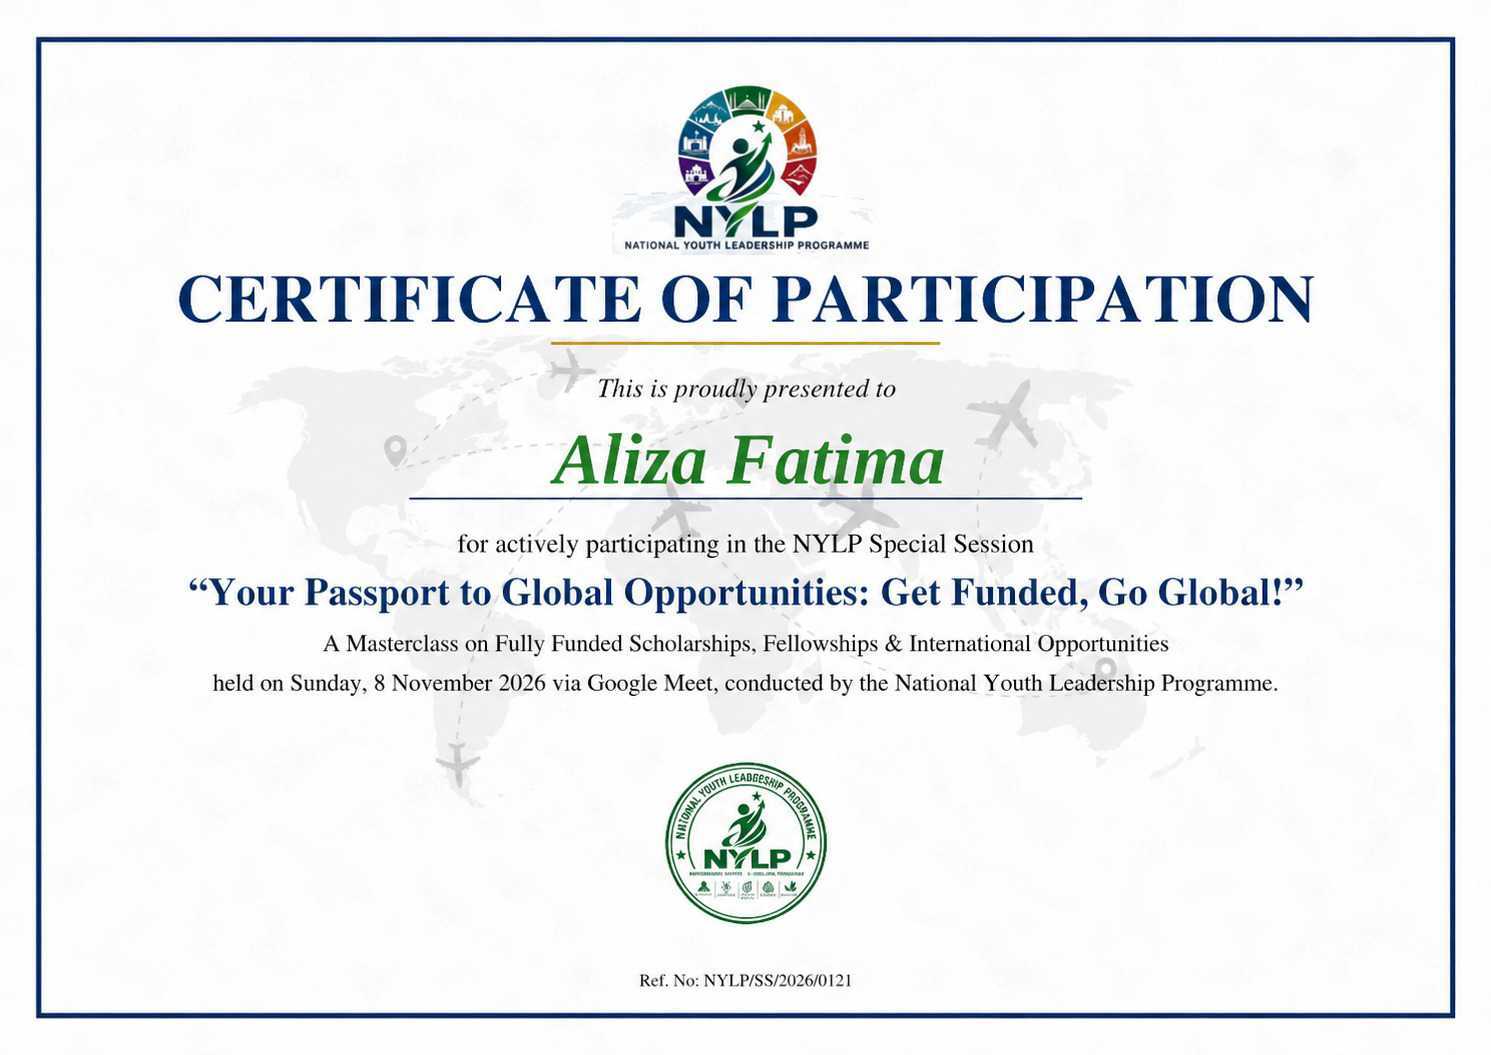 NYLP
NATIONAL YOUTH LEADERSHIP PROGRAMME
CERTIFICATE OF PARTICIPATION
This is proudly presented to
Aliza Fatima
for actively participating in the NYLP Special Session
“Your Passport to Global Opportunities: Get Funded, Go Global!”
A Masterclass on Fully Funded Scholarships, Fellowships & International Opportunities
held on Sunday, 8 November 2026 via Google Meet, conducted by the National Youth Leadership Programme.
NATIONAL YOUTH LEADGESHIP PROGRAMME
NYLP
Ref. No: NYLP/SS/2026/0121